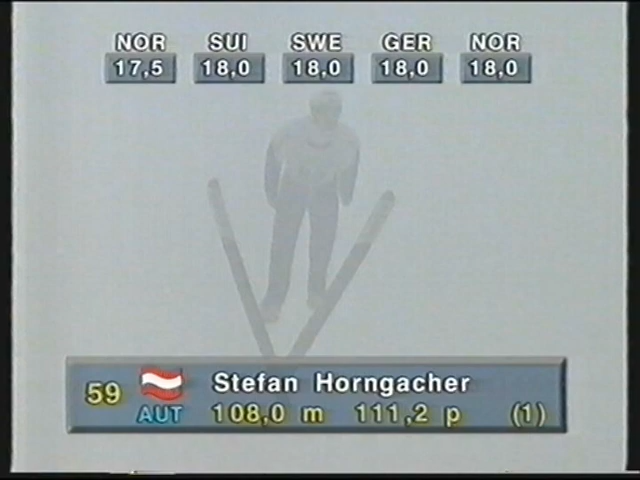 NOR SUI SWE GER NOR
17,5 18,0 18,0 18,0 18,0
59 Stefan Horngacher
AUT 108,0 m 111,2 p (1)